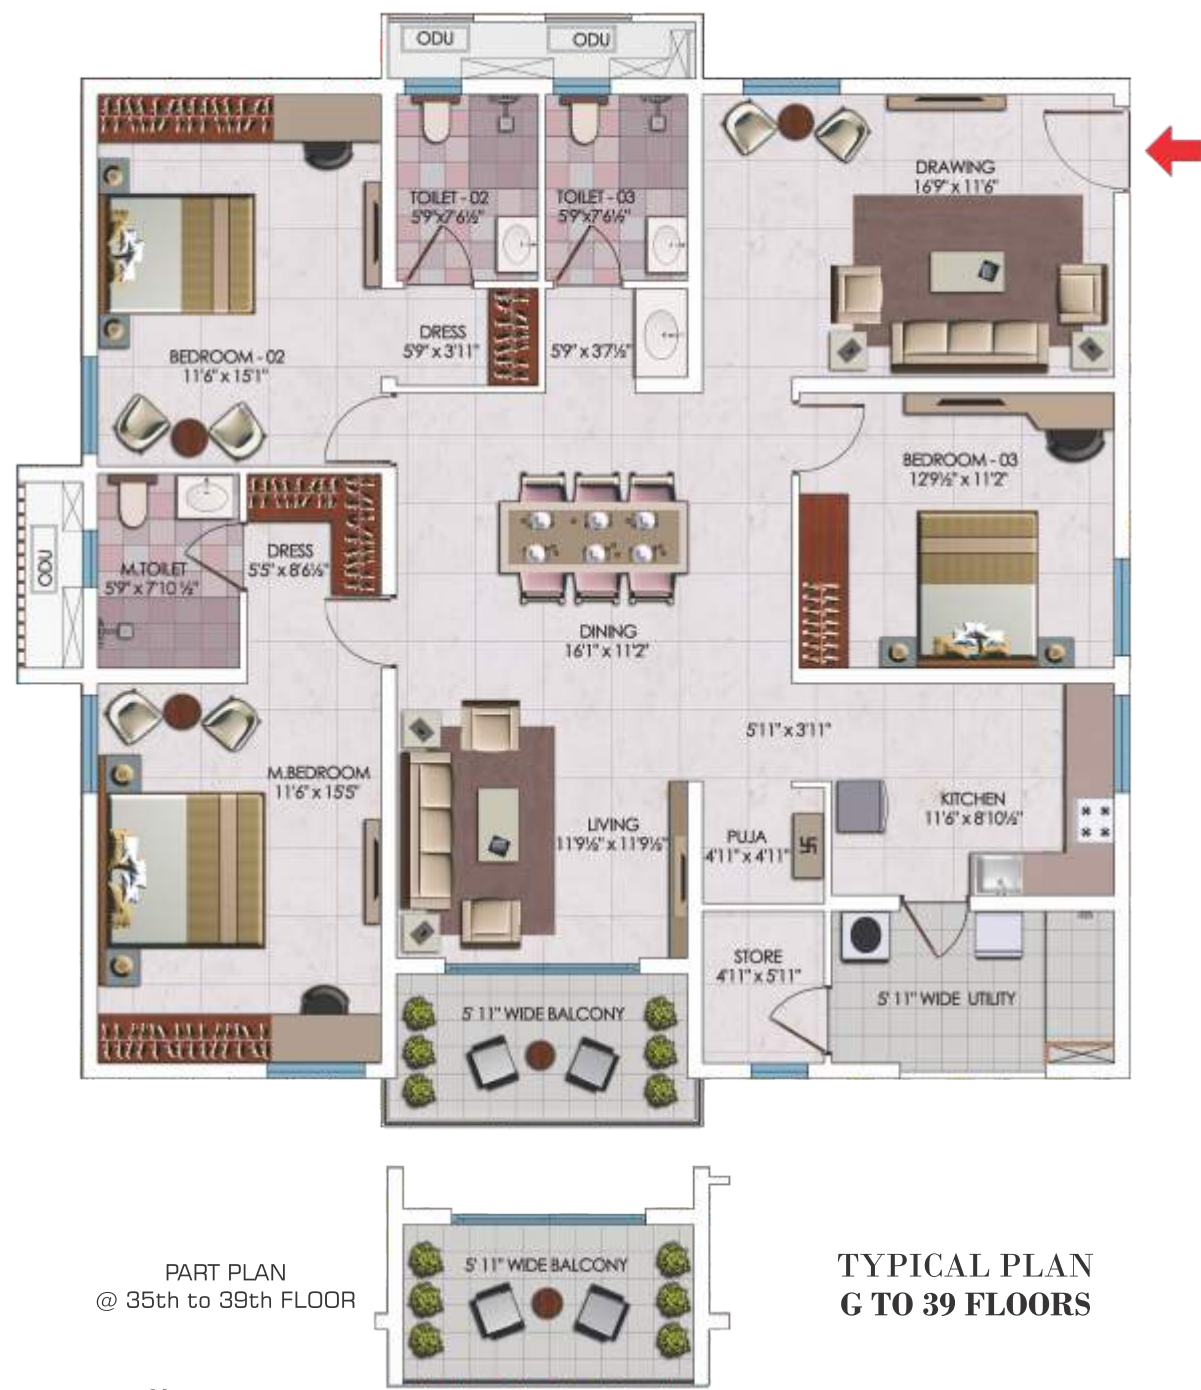 ODU
ODU
DRAWING
16'9" x 11'6"
TOILET - 02
5'9"x7'6½"
TOILET - 03
5'9"x7'6½"
DRESS
5'9" x 3'11"
5'9" x 3'7½"
BEDROOM - 02
11'6" x 15'1"
BEDROOM - 03
12'9½" x 11'2"
ODU
M.TOILET
5'9" x 7'10 ½"
DRESS
5'5" x 8'6½"
DINING
16'1" x 11'2"
5'11" x 3'11"
M.BEDROOM
11'6" x 15'5"
LIVING
11'9½" x 11'9½"
PUJA
4'11" x 4'11"
KITCHEN
11'6" x 8'10½"
STORE
4'11" x 5'11"
5' 11" WIDE UTILITY
5' 11" WIDE BALCONY
5' 11" WIDE BALCONY
PART PLAN
@ 35th to 39th FLOOR
TYPICAL PLAN
G TO 39 FLOORS